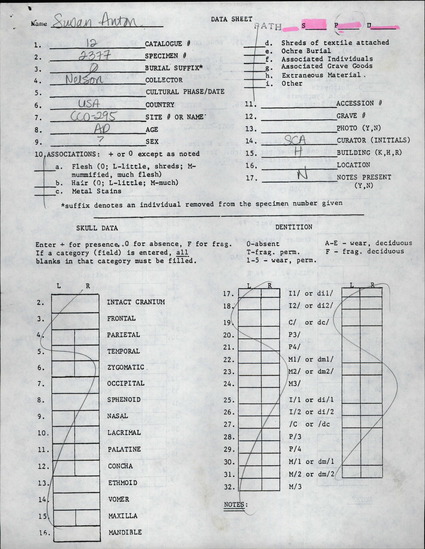 Name Susan Anton DATA SHEET PATH S P D
1. 12 CATALOGUE #
2. 2377 SPECIMEN #
3. 0 BURIAL SUFFIX*
4. Nelson COLLECTOR
5. CULTURAL PHASE/DATE
6. USA COUNTRY
7. CCO-295 SITE # OR NAME
8. AD AGE
9. ? SEX
10. ASSOCIATIONS: + or 0 except as noted
a. Flesh (0; L-little, shreds; M-
mummified, much flesh)
b. Hair (0; L-little; M-much)
c. Metal Stains
d. Shreds of textile attached
e. Ochre Burial
f. Associated Individuals
g. Associated Grave Goods
h. Extraneous Material
i. Other
11. ACCESSION #
12. GRAVE #
13. PHOTO (Y,N)
14. SCA CURATOR (INITIALS)
15. H BUILDING (K,H,R)
16. LOCATION
17. N NOTES PRESENT
(Y,N)
*suffix denotes an individual removed from the specimen number given
SKULL DATA
Enter + for presence, 0 for absence, F for frag.
If a category (field) is entered, all
blanks in that category must be filled.
L R
2. INTACT CRANIUM
3. FRONTAL
4. PARIETAL
5. TEMPORAL
6. ZYGOMATIC
7. OCCIPITAL
8. SPHENOID
9. NASAL
10. LACRIMAL
11. PALATINE
12. CONCHA
13. ETHMOID
14. VOMER
15. MAXILLA
16. MANDIBLE
DENTITION
0-absent A-E - wear, deciduous
T-frag. perm. F - frag. deciduous
1-5 - wear, perm.
L R L R
17. I1/ or di1/
18. I2/ or di2/
19. C/ or dc/
20. P3/
21. P4/
22. M1/ or dm1/
23. M2/ or dm2/
24. M3/
25. I/1 or di/1
26. I/2 or di/2
27. /C or /dc
28. P/3
29. P/4
30. M/1 or dm/1
31. M/2 or dm/2
32. M/3
NOTES: